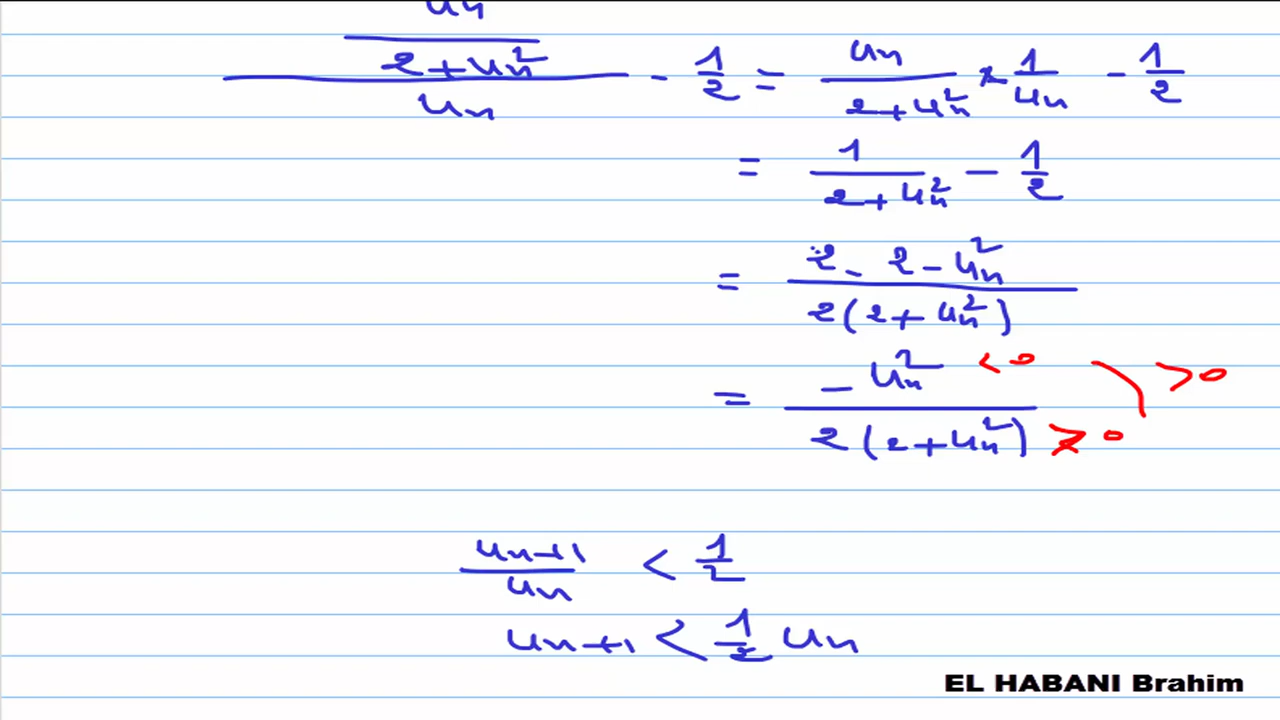 un
2+un² / un - 1/2 = un / 2+un² × 1/un - 1/2
= 1 / 2+un² - 1/2
= 2 - 2 - un² / 2(2+un²)
= -un² < 0 / 2(2+un²) > 0 > 0
un+1 / un < 1/2
un+1 < 1/2 un
EL HABANI Brahim